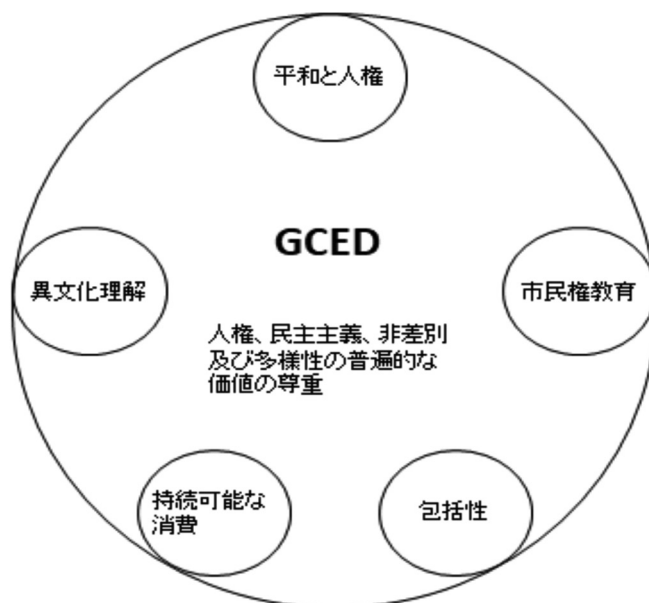 平和と人権
GCED
異文化理解
市民権教育
人権、民主主義、非差別
及び多様性の普遍的な
価値の尊重
持続可能な
消費
包括性